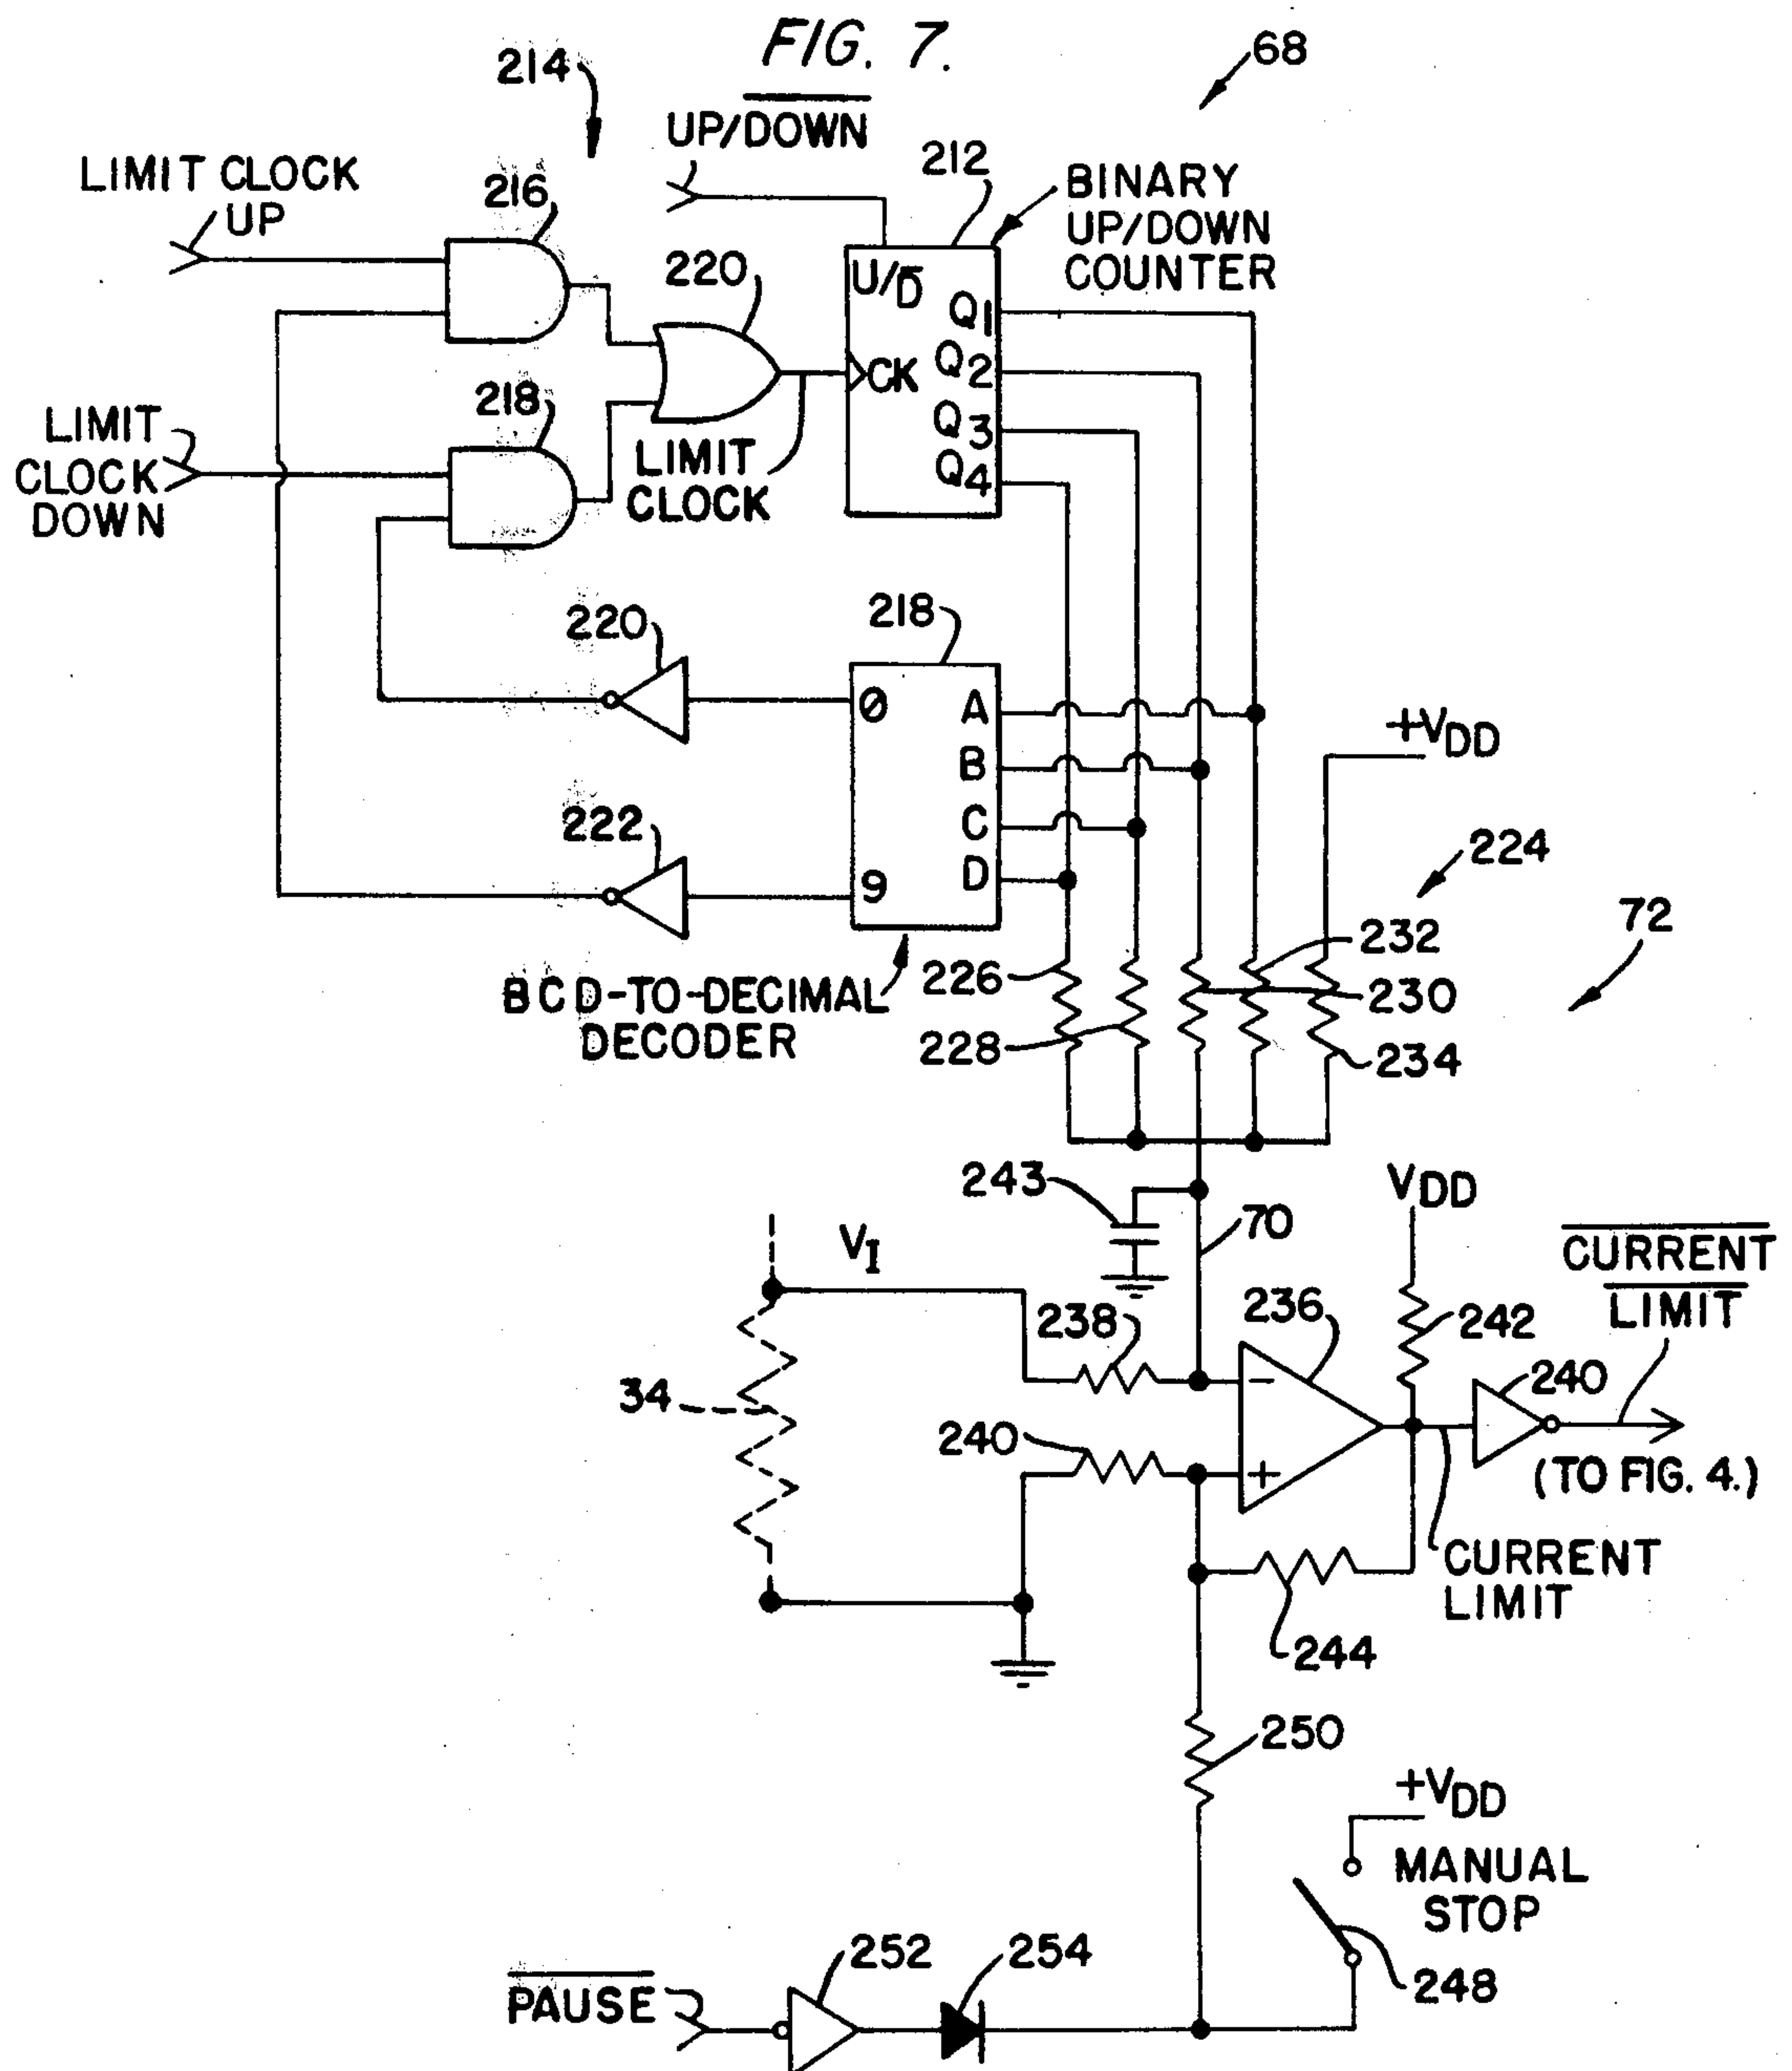 FIG. 7.
68
214
UP/DOWN
LIMIT CLOCK
UP
216
212
BINARY
UP/DOWN
COUNTER
220
U/D
Q1
Q2
Q3
Q4
CK
LIMIT
CLOCK
DOWN
218
LIMIT
CLOCK
220
218
0
9
A
B
C
D
+VDD
222
224
72
BCD-TO-DECIMAL
DECODER
226
228
232
230
234
243
70
VDD
VI
CURRENT
LIMIT
238
236
242
240
34
240
(TO FIG. 4.)
CURRENT
LIMIT
244
250
+VDD
MANUAL
STOP
248
PAUSE
252
254